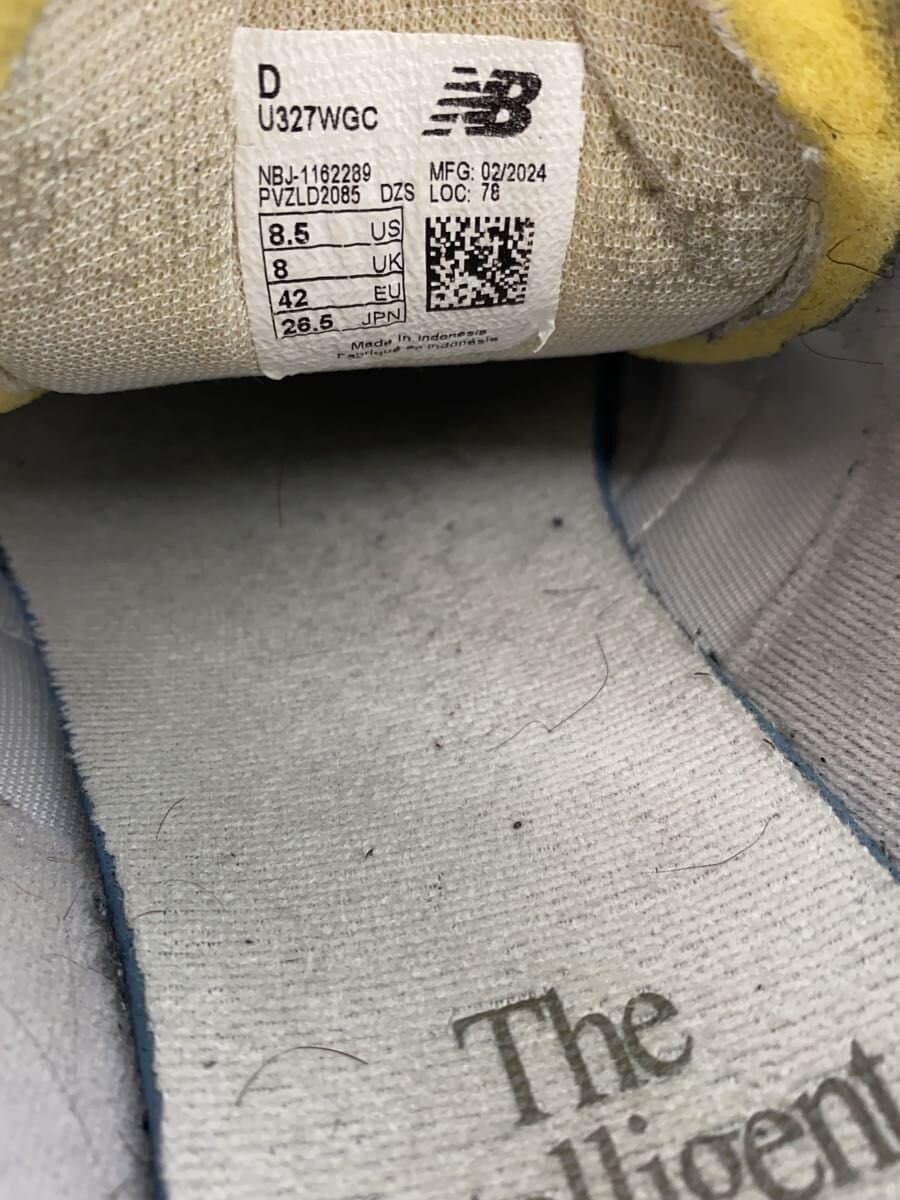 D
U327WGC
NB
NBJ-1162289
PVZLD2085 DZS
MFG: 02/2024
LOC: 78
8.5 US
8 UK
42 EU
26.5 JPN
Made in Indonesia
Fabriqué en Indonésie
The
lligent